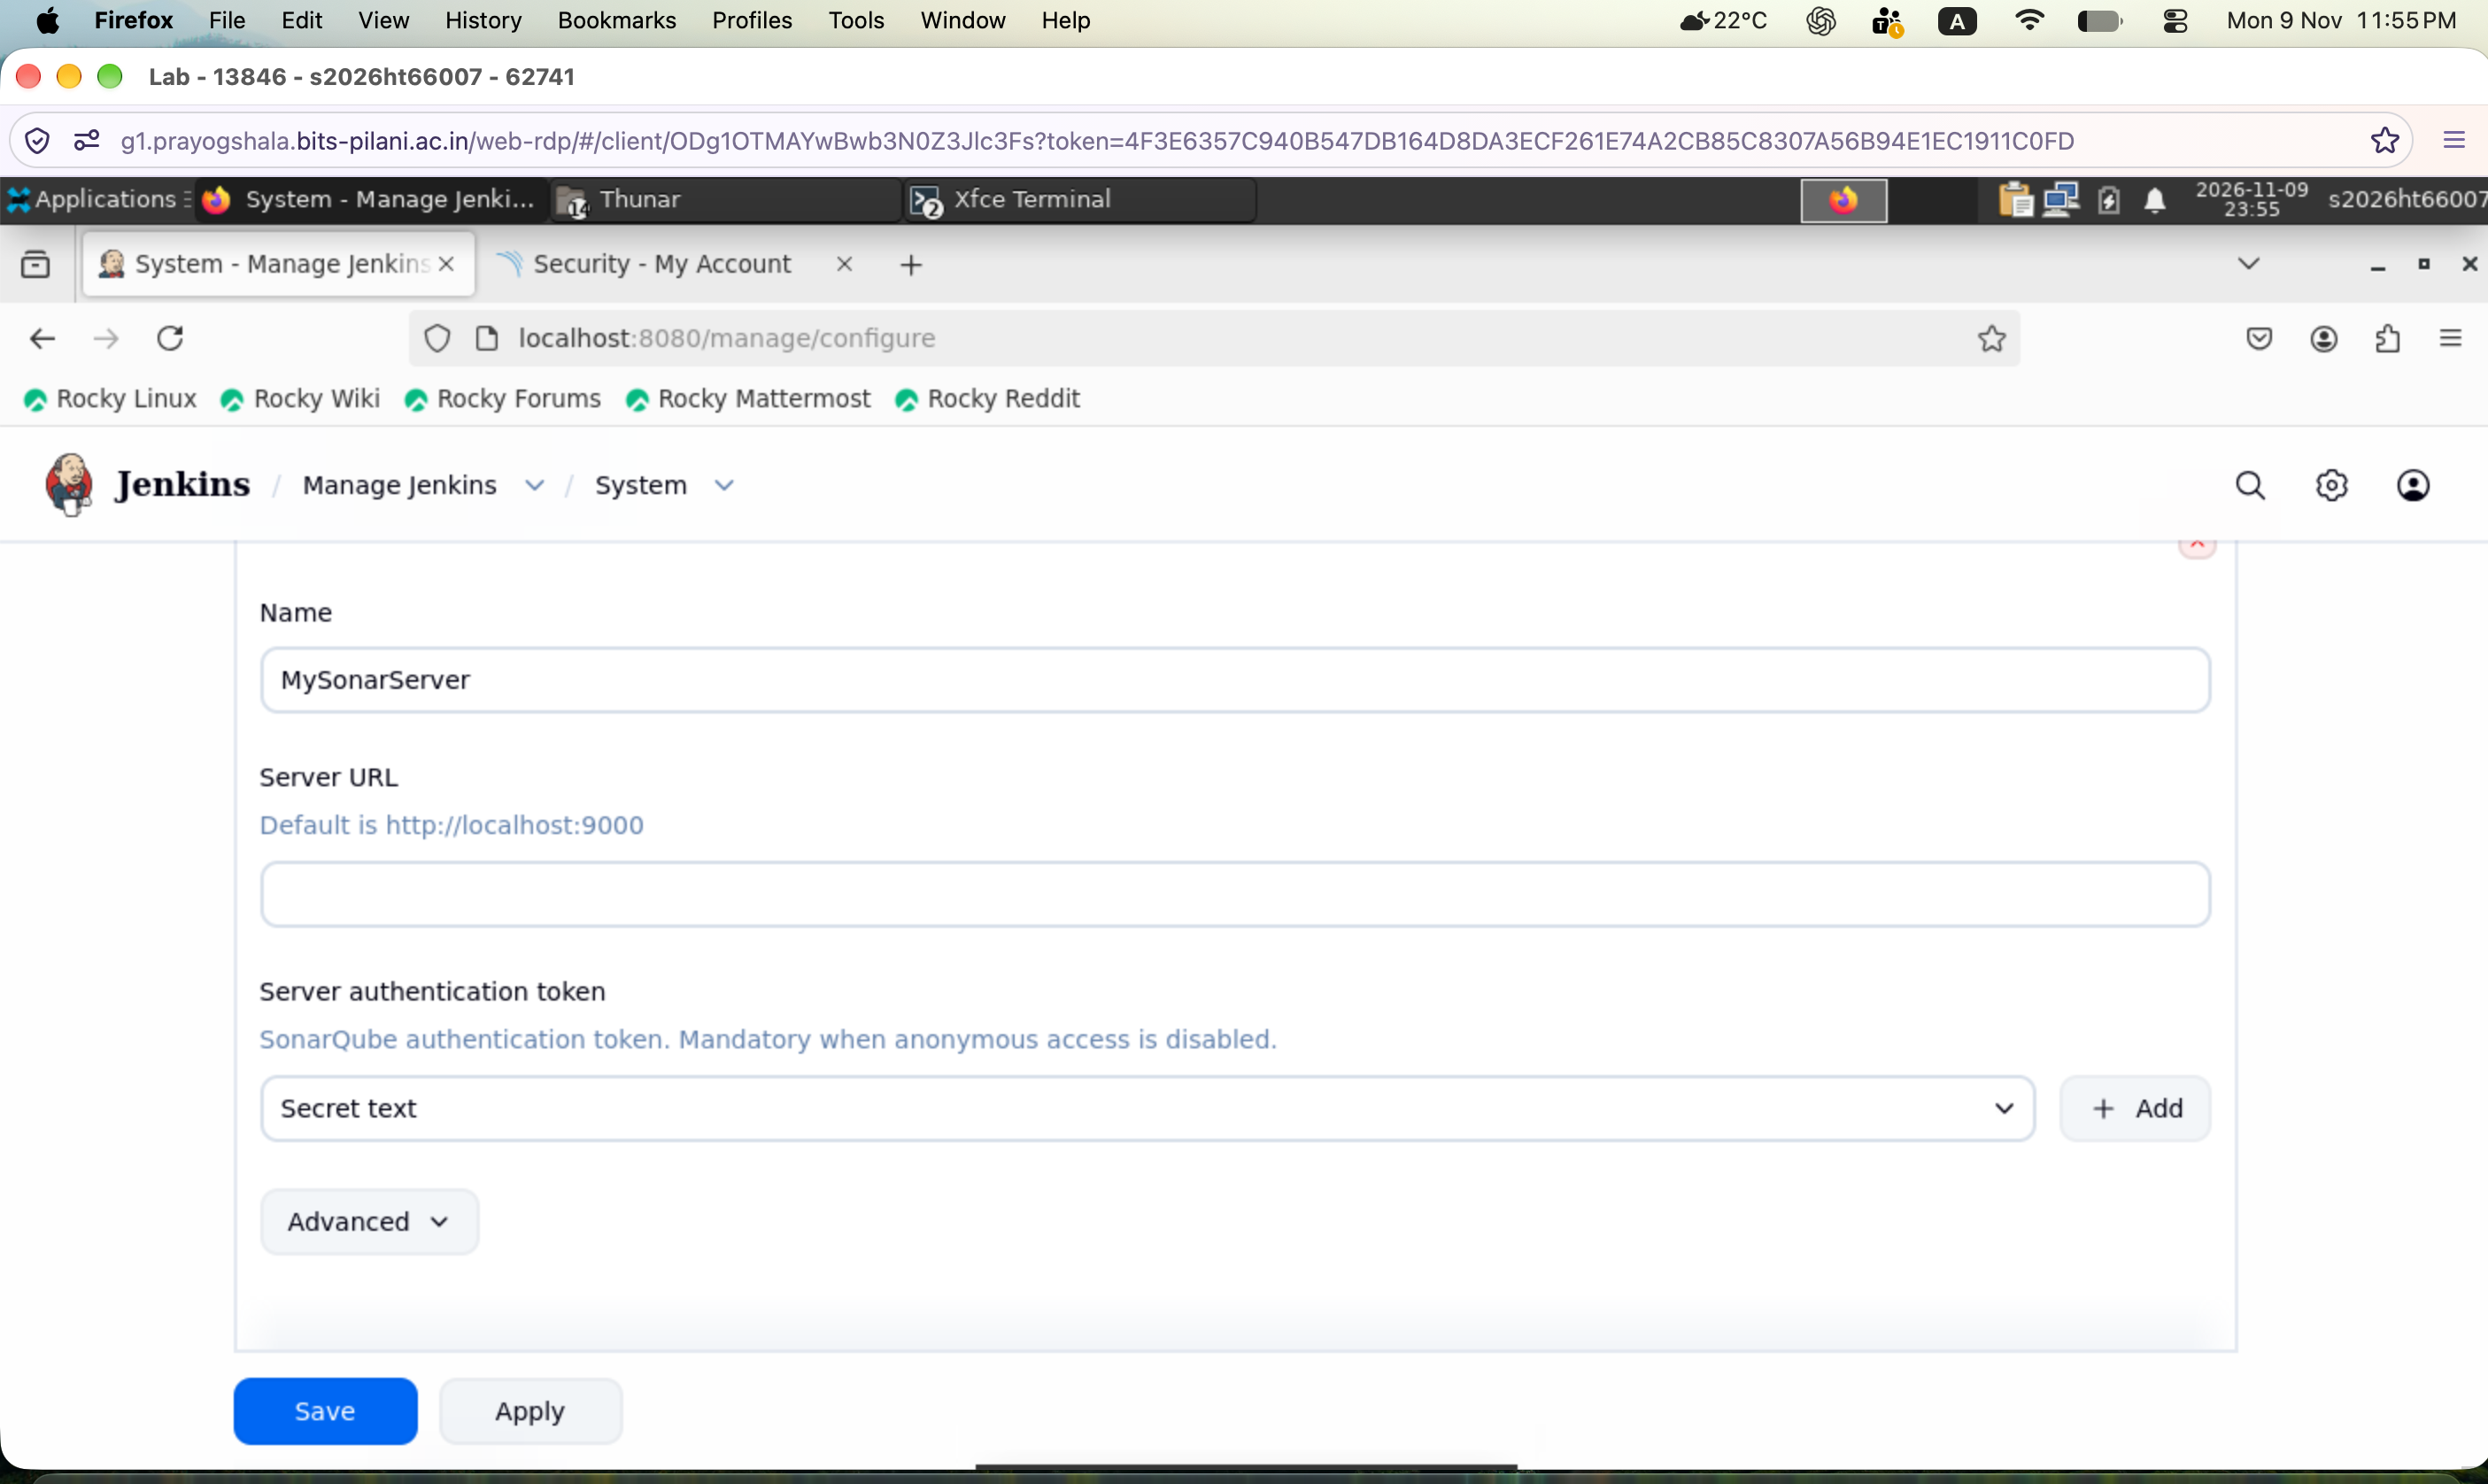 Firefox File Edit View History Bookmarks Profiles Tools Window Help 22°C A Mon 9 Nov 11:55 PM
Lab - 13846 - s2026ht66007 - 62741
g1.prayogshala.bits-pilani.ac.in/web-rdp/#/client/ODg1OTMAYwBwb3N0Z3Jlc3Fs?token=4F3E6357C940B547DB164D8DA3ECF261E74A2CB85C8307A56B94E1EC1911C0FD
Applications System - Manage Jenki... 14 Thunar 2 Xfce Terminal 2026-11-09 23:55 s2026ht66007
System - Manage Jenkins Security - My Account
localhost:8080/manage/configure
Rocky Linux Rocky Wiki Rocky Forums Rocky Mattermost Rocky Reddit
Jenkins / Manage Jenkins / System
Name
MySonarServer
Server URL
Default is http://localhost:9000
Server authentication token
SonarQube authentication token. Mandatory when anonymous access is disabled.
Secret text + Add
Advanced
Save Apply